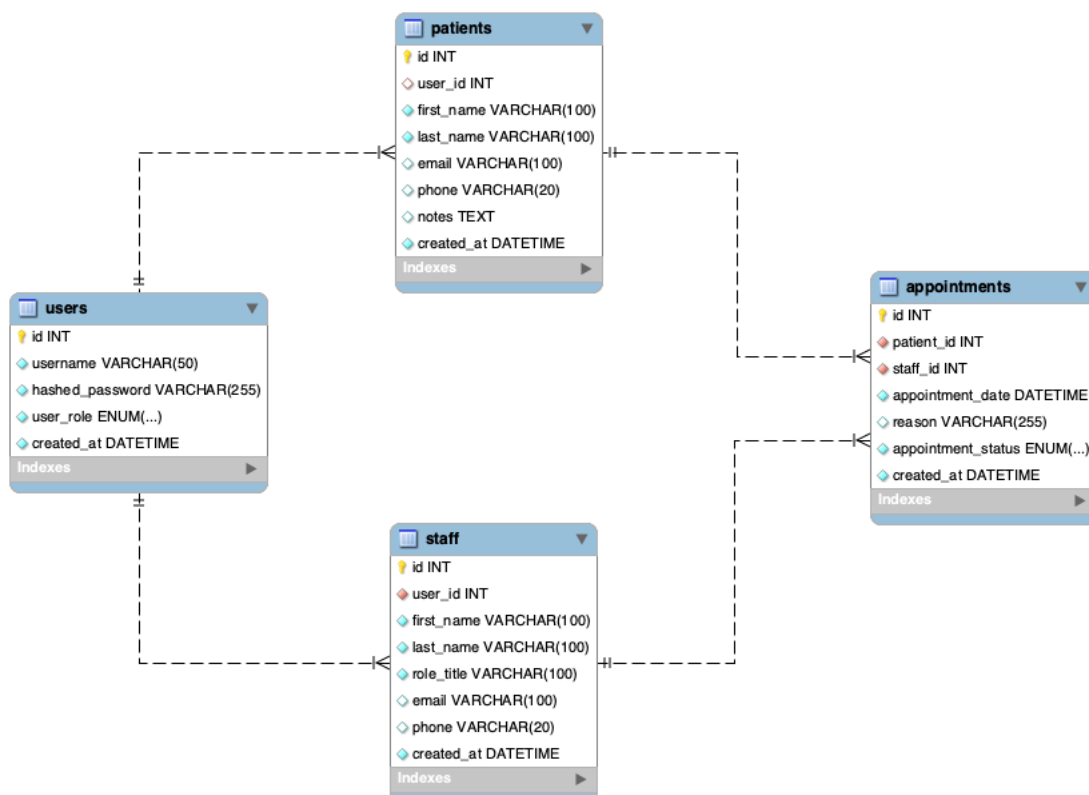 patients
id INT
user_id INT
first_name VARCHAR(100)
last_name VARCHAR(100)
email VARCHAR(100)
phone VARCHAR(20)
notes TEXT
created_at DATETIME
Indexes
users
id INT
username VARCHAR(50)
hashed_password VARCHAR(255)
user_role ENUM(...)
created_at DATETIME
Indexes
appointments
id INT
patient_id INT
staff_id INT
appointment_date DATETIME
reason VARCHAR(255)
appointment_status ENUM(...)
created_at DATETIME
Indexes
staff
id INT
user_id INT
first_name VARCHAR(100)
last_name VARCHAR(100)
role_title VARCHAR(100)
email VARCHAR(100)
phone VARCHAR(20)
created_at DATETIME
Indexes